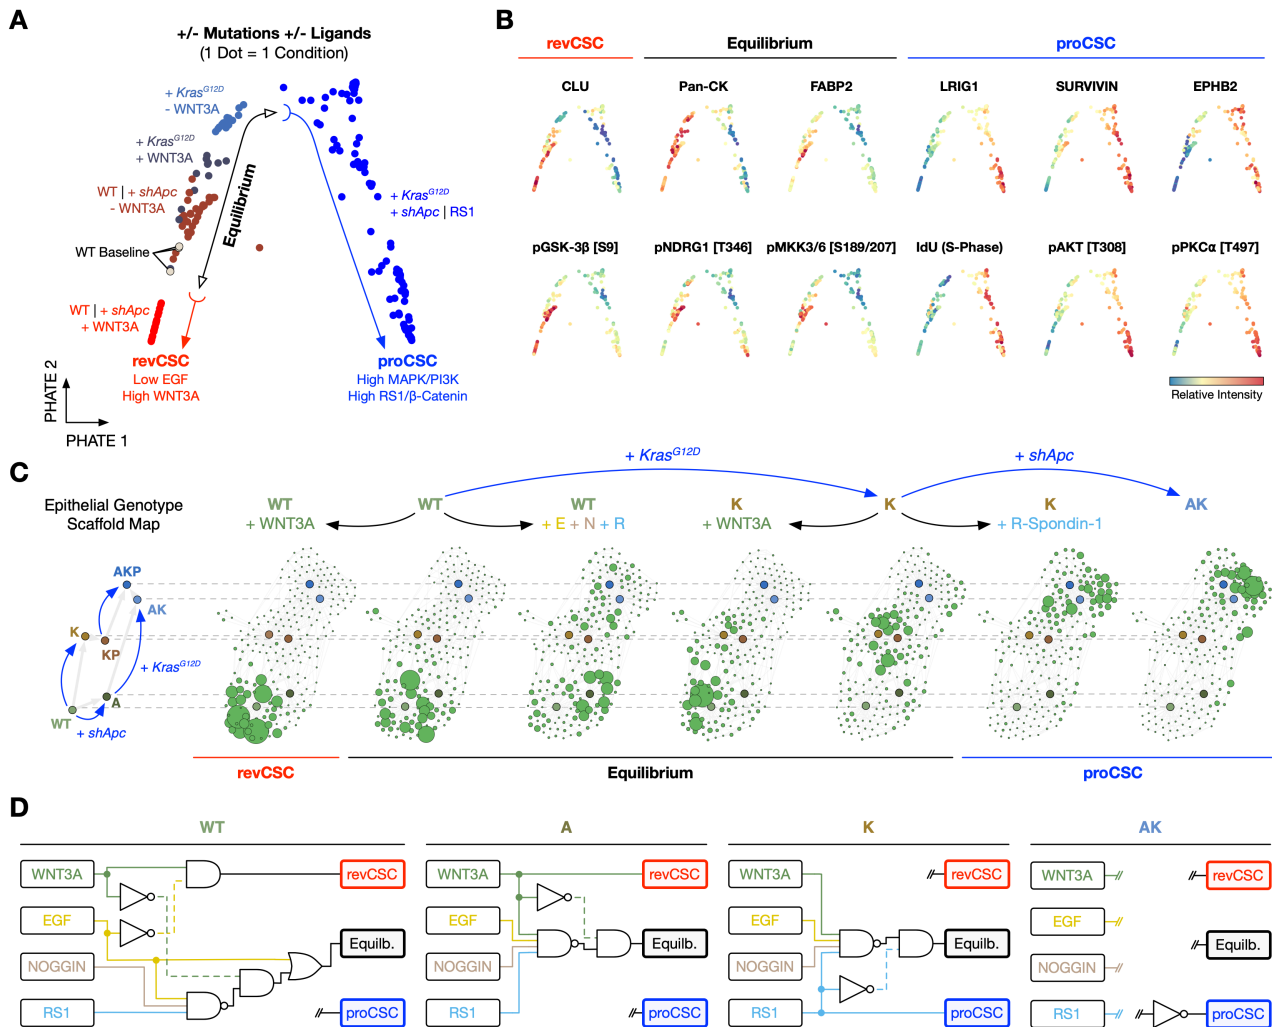 A
+/- Mutations +/- Ligands
(1 Dot = 1 Condition)
+ KrasG12D
- WNT3A
+ KrasG12D
+ WNT3A
WT | + shApc
- WNT3A
WT Baseline
WT | + shApc
+ WNT3A
Equilibrium
+ KrasG12D
+ shApc | RS1
revCSC
Low EGF
High WNT3A
proCSC
High MAPK/PI3K
High RS1/β-Catenin
PHATE 2
PHATE 1
B
revCSC
Equilibrium
proCSC
CLU
Pan-CK
FABP2
LRIG1
SURVIVIN
EPHB2
pGSK-3β [S9]
pNDRG1 [T346]
pMKK3/6 [S189/207]
IdU (S-Phase)
pAKT [T308]
pPKCα [T497]
Relative Intensity
C
+ KrasG12D
+ shApc
Epithelial Genotype
Scaffold Map
WT
+ WNT3A
WT
WT
+ E + N + R
K
+ WNT3A
K
K
+ R-Spondin-1
AK
AKP
AK
K
KP
+ KrasG12D
A
WT
+ shApc
revCSC
Equilibrium
proCSC
D
WT
A
K
AK
WNT3A
EGF
NOGGIN
RS1
revCSC
Equilb.
proCSC
WNT3A
EGF
NOGGIN
RS1
revCSC
Equilb.
proCSC
WNT3A
EGF
NOGGIN
RS1
revCSC
Equilb.
proCSC
WNT3A
EGF
NOGGIN
RS1
revCSC
Equilb.
proCSC